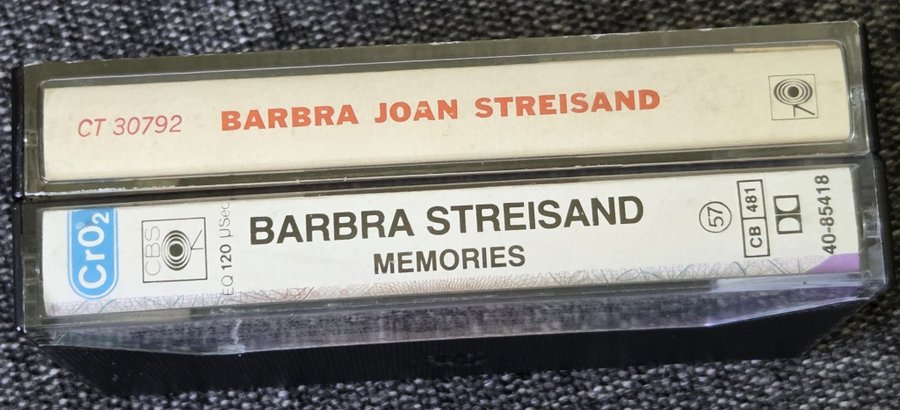 CT 30792 BARBRA JOAN STREISAND
CrO2
CBS
EQ 120 µSec
BARBRA STREISAND
MEMORIES
57
CB 481
40-85418